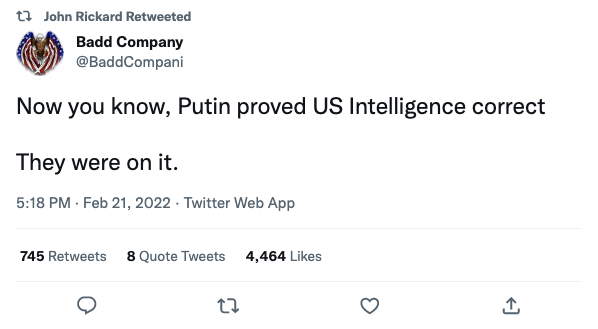 John Rickard Retweeted
Badd Company
@BaddCompani
Now you know, Putin proved US Intelligence correct
They were on it.
5:18 PM · Feb 21, 2022 · Twitter Web App
745 Retweets 8 Quote Tweets 4,464 Likes